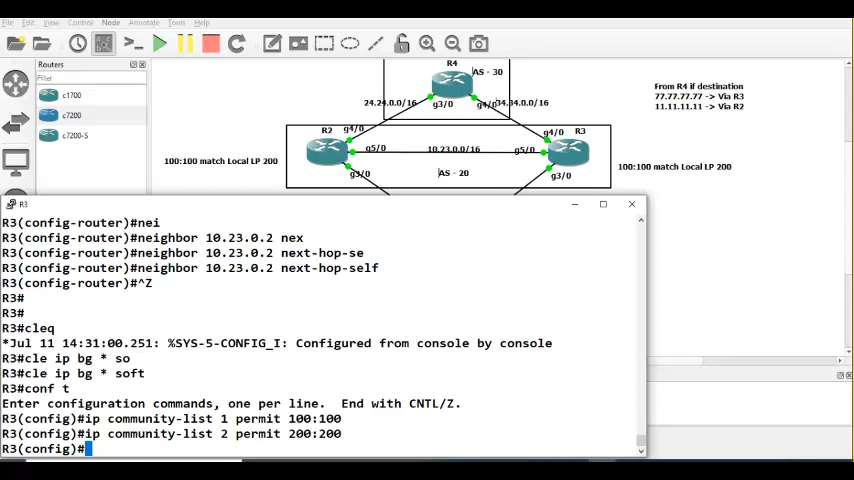 File Edit View Control Node Annotate Tools Help
Routers
Filter
c1700
c7200
c7200-S
R4
AS - 30
From R4 if destination
77.77.77.77 -> Via R3
11.11.11.11 -> Via R2
24.24.0.0/16
g3/0
g4/0
34.34.0.0/16
R2
g4/0
g4/0
R3
g5/0
10.23.0.0/16
g5/0
100:100 match Local LP 200
g3/0
AS - 20
g3/0
100:100 match Local LP 200
R3
R3(config-router)#nei
R3(config-router)#neighbor 10.23.0.2 nex
R3(config-router)#neighbor 10.23.0.2 next-hop-se
R3(config-router)#neighbor 10.23.0.2 next-hop-self
R3(config-router)#^Z
R3#
R3#
R3#cleq
*Jul 11 14:31:00.251: %SYS-5-CONFIG_I: Configured from console by console
R3#cle ip bg * so
R3#cle ip bg * soft
R3#conf t
Enter configuration commands, one per line.  End with CNTL/Z.
R3(config)#ip community-list 1 permit 100:100
R3(config)#ip community-list 2 permit 200:200
R3(config)#